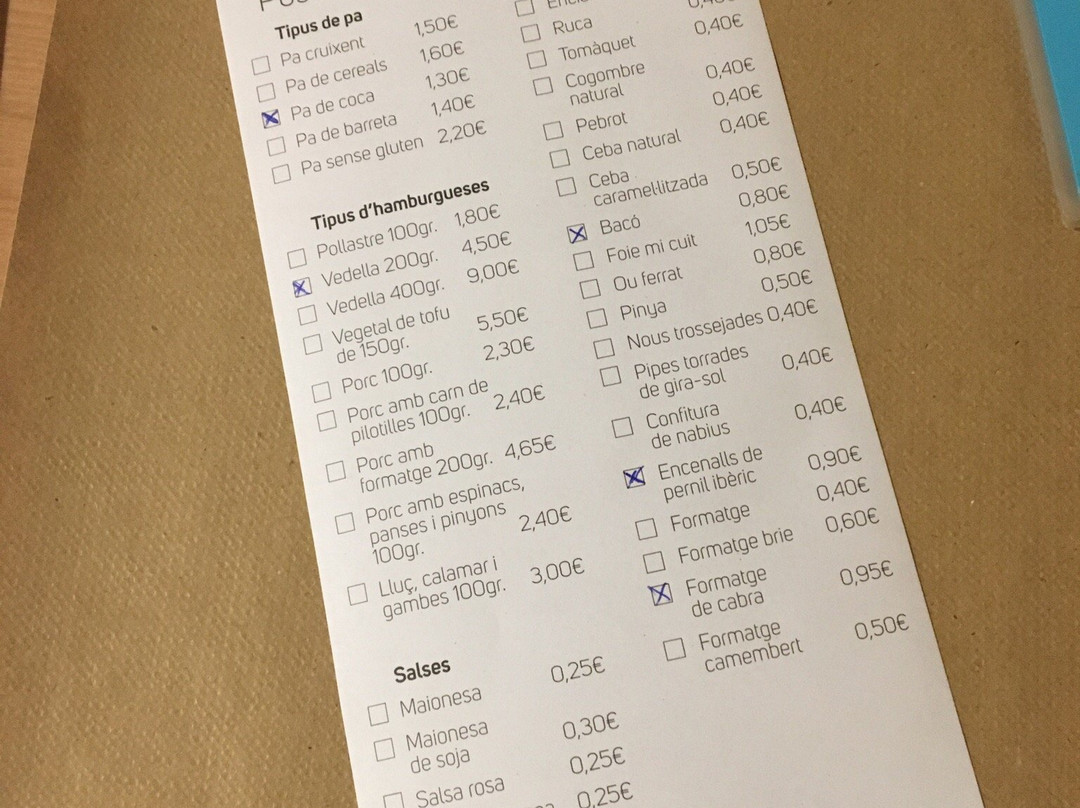 Tipus de pa
Pa cruixent 1,50€
Pa de cereals 1,60€
Pa de coca 1,30€
Pa de barreta 1,40€
Pa sense gluten 2,20€
Tipus d'hamburgueses
Pollastre 100gr. 1,80€
Vedella 200gr. 4,50€
Vedella 400gr. 9,00€
Vegetal de tofu
de 150gr. 5,50€
Porc 100gr. 2,30€
Porc amb carn de
pilotilles 100gr. 2,40€
Porc amb
formatge 200gr. 4,65€
Porc amb espinacs,
panses i pinyons
100gr. 2,40€
Lluç, calamar i
gambes 100gr. 3,00€
Salses
Maionesa 0,25€
Maionesa
de soja 0,30€
Salsa rosa 0,25€
0,25€
Ruca 0,40€
Tomàquet 0,40€
Cogombre
natural 0,40€
Pebrot 0,40€
Ceba natural 0,40€
Ceba
caramel·litzada 0,50€
Bacó 0,80€
Foie mi cuit 1,05€
Ou ferrat 0,80€
Pinya 0,50€
Nous trossejades 0,40€
Pipes torrades
de gira-sol 0,40€
Confitura
de nabius 0,40€
Encenalls de
pernil ibèric 0,90€
Formatge 0,40€
Formatge brie 0,60€
Formatge
de cabra 0,95€
Formatge
camembert 0,50€